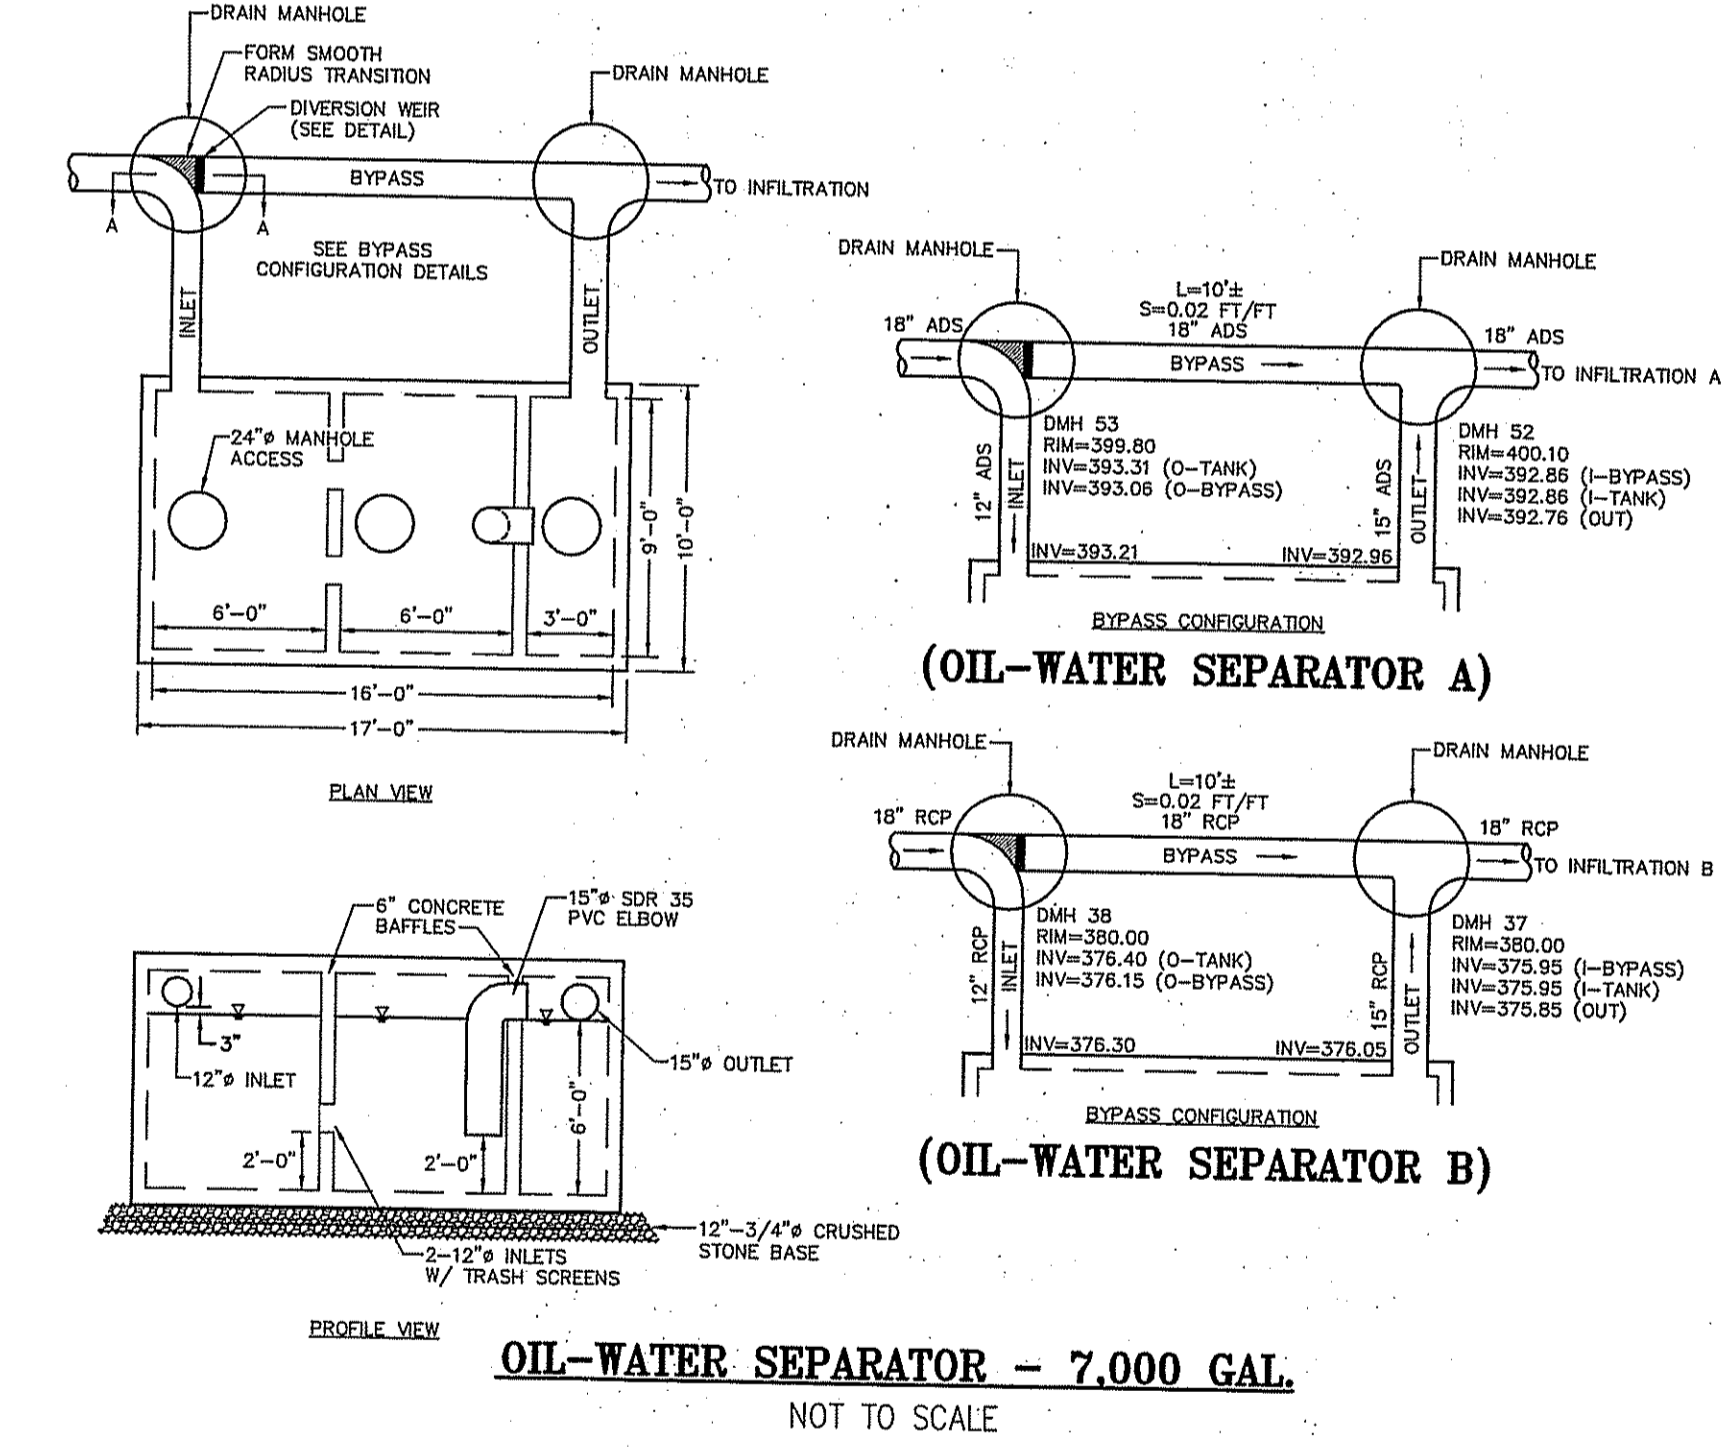 DRAIN MANHOLE
FORM SMOOTH
RADIUS TRANSITION
DIVERSION WEIR
(SEE DETAIL)
DRAIN MANHOLE
BYPASS
TO INFILTRATION
A
A
SEE BYPASS
CONFIGURATION DETAILS
INLET
OUTLET
24"ø MANHOLE
ACCESS
9'-0"
10'-0"
6'-0"
6'-0"
3'-0"
16'-0"
17'-0"
PLAN VIEW
DRAIN MANHOLE
DRAIN MANHOLE
L=10'±
S=0.02 FT/FT
18" ADS
18" ADS
18" ADS
BYPASS
TO INFILTRATION A
DMH 53
RIM=399.80
INV=393.31 (O-TANK)
INV=393.06 (O-BYPASS)
DMH 52
RIM=400.10
INV=392.86 (I-BYPASS)
INV=392.86 (I-TANK)
INV=392.76 (OUT)
12" ADS
INLET
15" ADS
OUTLET
INV=393.21
INV=392.96
BYPASS CONFIGURATION
(OIL-WATER SEPARATOR A)
DRAIN MANHOLE
DRAIN MANHOLE
L=10'±
S=0.02 FT/FT
18" RCP
18" RCP
18" RCP
BYPASS
TO INFILTRATION B
DMH 38
RIM=380.00
INV=376.40 (O-TANK)
INV=376.15 (O-BYPASS)
DMH 37
RIM=380.00
INV=375.95 (I-BYPASS)
INV=375.95 (I-TANK)
INV=375.85 (OUT)
12" RCP
INLET
15" RCP
OUTLET
INV=376.30
INV=376.05
BYPASS CONFIGURATION
(OIL-WATER SEPARATOR B)
6" CONCRETE
BAFFLES
15"ø SDR 35
PVC ELBOW
3"
12"ø INLET
15"ø OUTLET
6'-0"
2'-0"
2'-0"
12"-3/4"ø CRUSHED
STONE BASE
2-12"ø INLETS
W/ TRASH SCREENS
PROFILE VIEW
OIL-WATER SEPARATOR - 7,000 GAL.
NOT TO SCALE